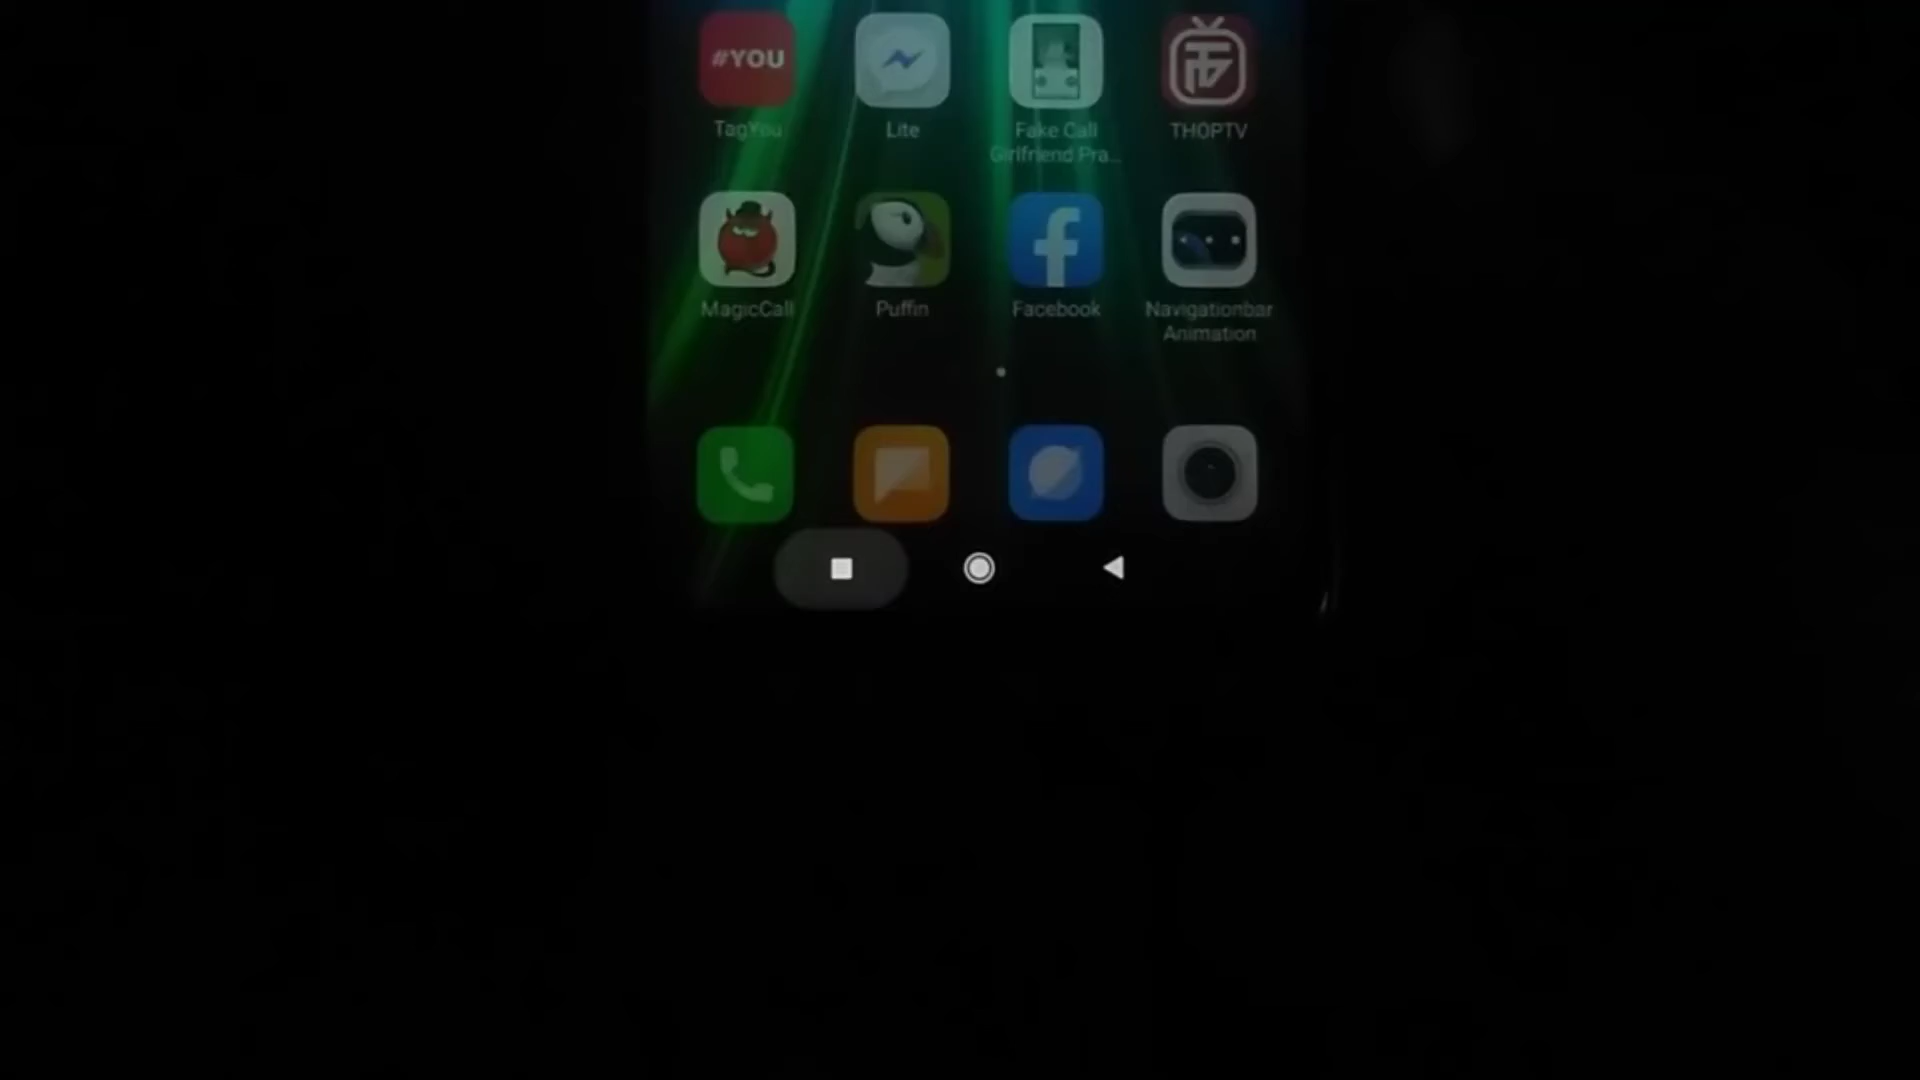 #YOU
TagYou
Lite
Fake Call
Girlfriend Pra...
THOPTV
MagicCall
Puffin
Facebook
Navigationbar
Animation